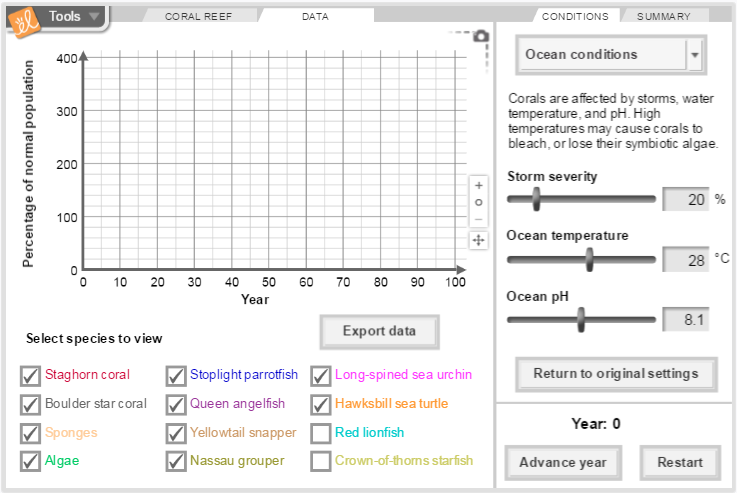 Tools
CORAL REEF
DATA
CONDITIONS
SUMMARY
Percentage of normal population
400
300
200
100
0
0 10 20 30 40 50 60 70 80 90 100
Year
Select species to view
Export data
Staghorn coral
Stoplight parrotfish
Long-spined sea urchin
Boulder star coral
Queen angelfish
Hawksbill sea turtle
Sponges
Yellowtail snapper
Red lionfish
Algae
Nassau grouper
Crown-of-thorns starfish
Ocean conditions
Corals are affected by storms, water
temperature, and pH. High
temperatures may cause corals to
bleach, or lose their symbiotic algae.
Storm severity
20 %
Ocean temperature
28 °C
Ocean pH
8.1
Return to original settings
Year: 0
Advance year
Restart